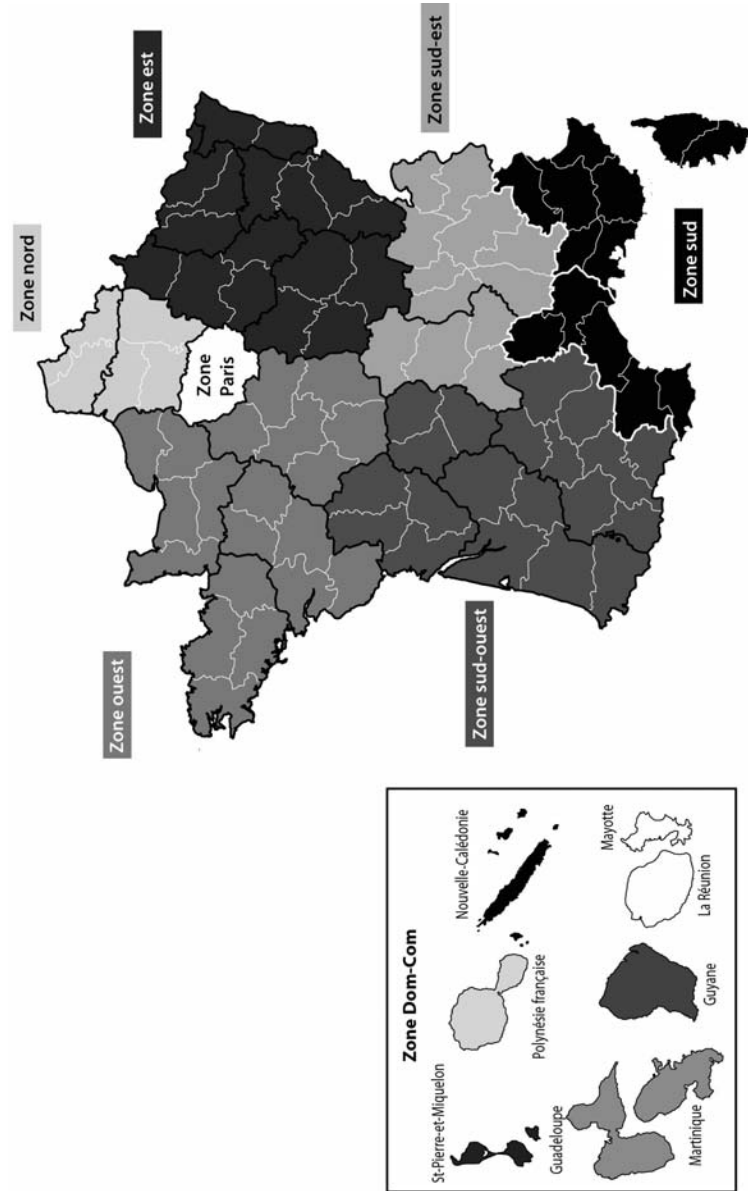 Zone nord
Zone est
Zone ouest
Zone
Paris
Zone sud-est
Zone sud-ouest
Zone sud
Zone Dom-Com
St-Pierre-et-Miquelon
Polynésie française
Nouvelle-Calédonie
Guadeloupe
Martinique
Guyane
La Réunion
Mayotte